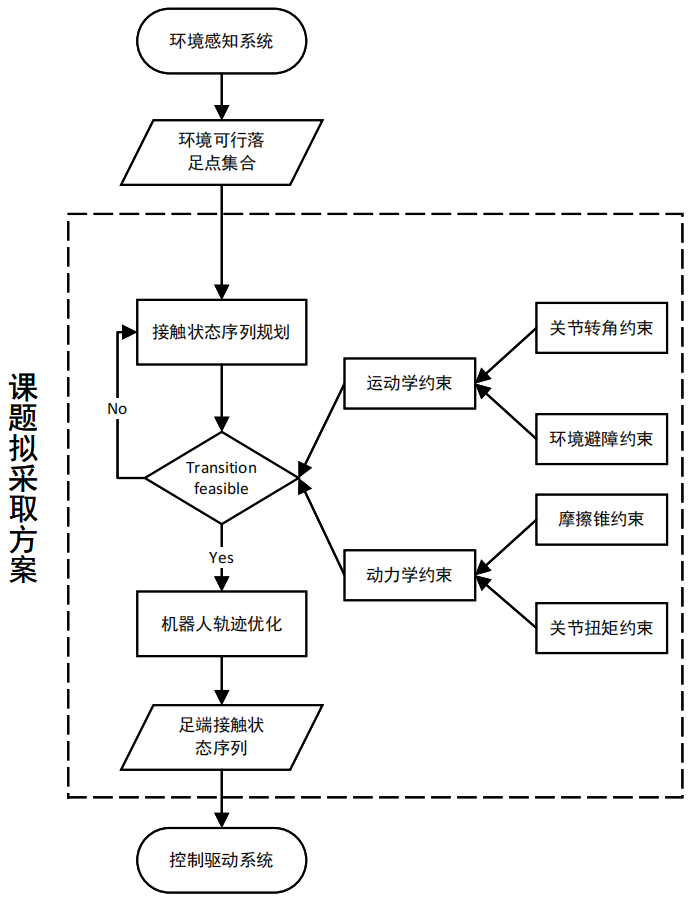 环境感知系统
环境可行落
足点集合
接触状态序列规划
No
Transition
feasible
Yes
机器人轨迹优化
足端接触状
态序列
控制驱动系统
运动学约束
动力学约束
关节转角约束
环境避障约束
摩擦锥约束
关节扭矩约束
课题拟采取方案